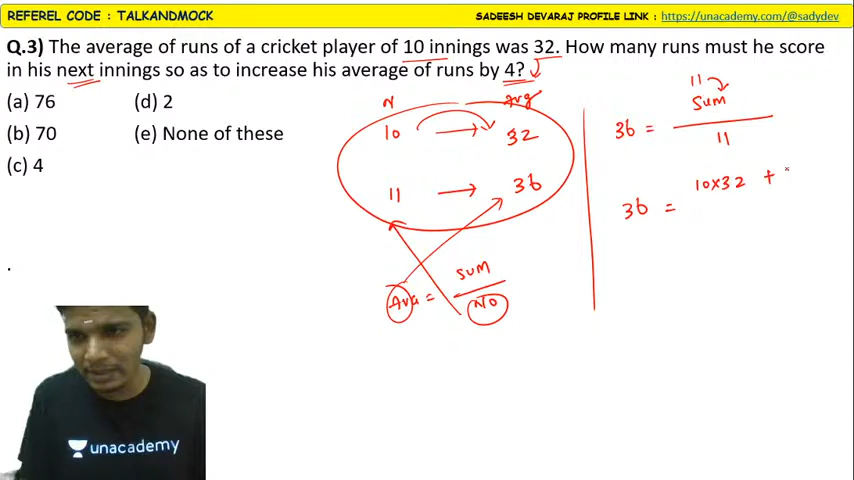 REFEREL CODE : TALKANDMOCK
SADEESH DEVARAJ PROFILE LINK : https://unacademy.com/@sadydev
Q.3) The average of runs of a cricket player of 10 innings was 32. How many runs must he score
in his next innings so as to increase his average of runs by 4?
(a) 76
(d) 2
(b) 70
(e) None of these
(c) 4
.
N Avg
10 → 32
11 → 36
Avg = sum
No
11
36 = Sum
11
36 = 10×32 +
unacademy